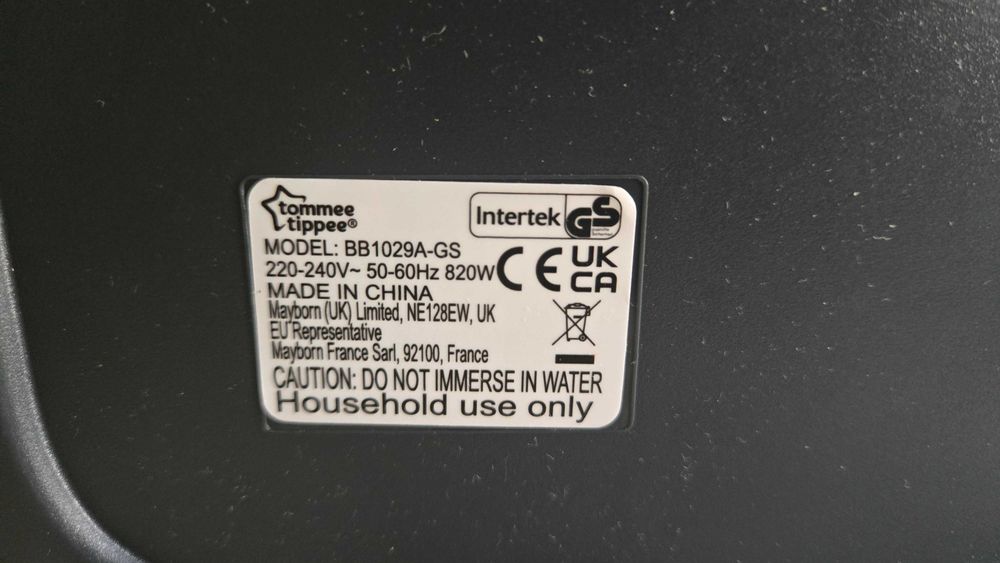 tommee
tippee®
Intertek GS
MODEL: BB1029A-GS
220-240V~ 50-60Hz 820W
CE UK
CA
MADE IN CHINA
Mayborn (UK) Limited, NE128EW, UK
EU Representative
Mayborn France Sarl, 92100, France
CAUTION: DO NOT IMMERSE IN WATER
Household use only